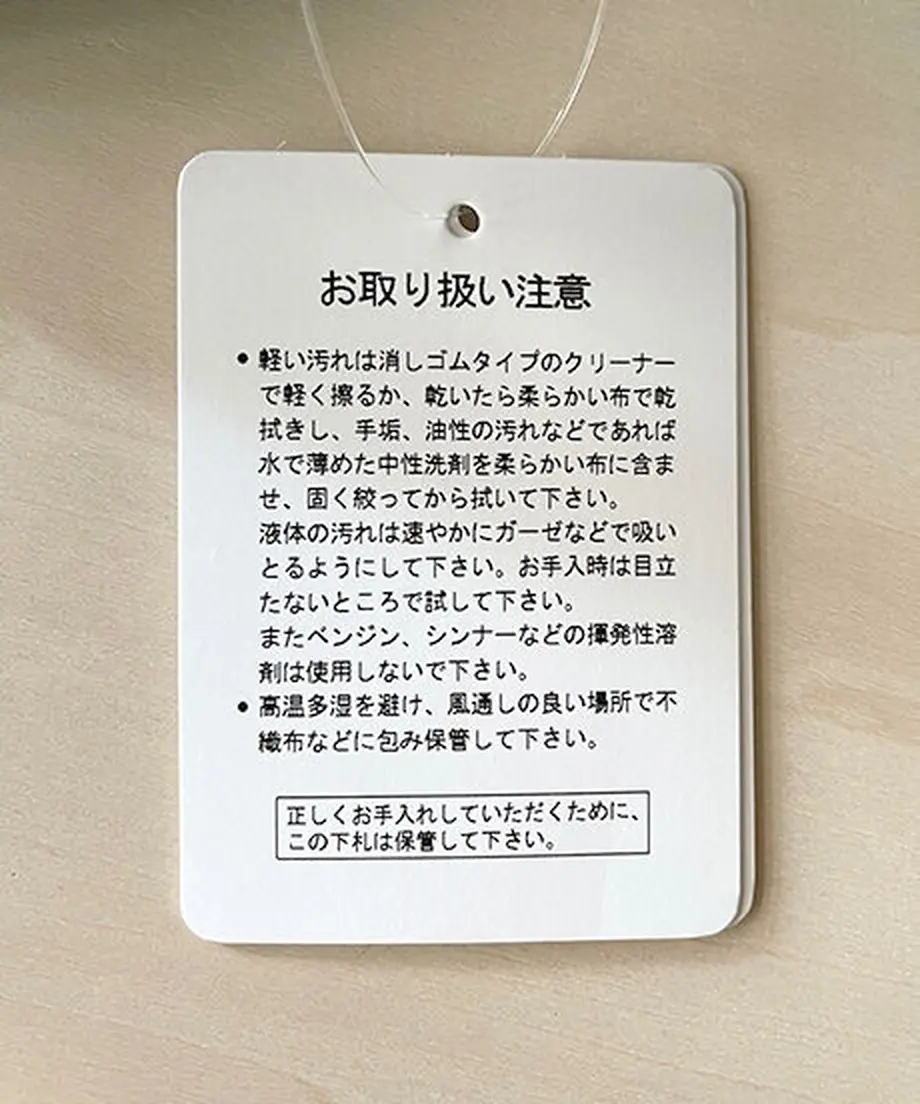 お取り扱い注意
● 軽い汚れは消しゴムタイプのクリーナー
で軽く擦るか、乾いたら柔らかい布で乾
拭きし、手垢、油性の汚れなどであれば
水で薄めた中性洗剤を柔らかい布に含ま
せ、固く絞ってから拭いて下さい。
液体の汚れは速やかにガーゼなどで吸い
とるようにして下さい。お手入時は目立
たないところで試して下さい。
またベンジン、シンナーなどの揮発性溶
剤は使用しないで下さい。
● 高温多湿を避け、風通しの良い場所で不
織布などに包み保管して下さい。
正しくお手入れしていただくために、
この下札は保管して下さい。